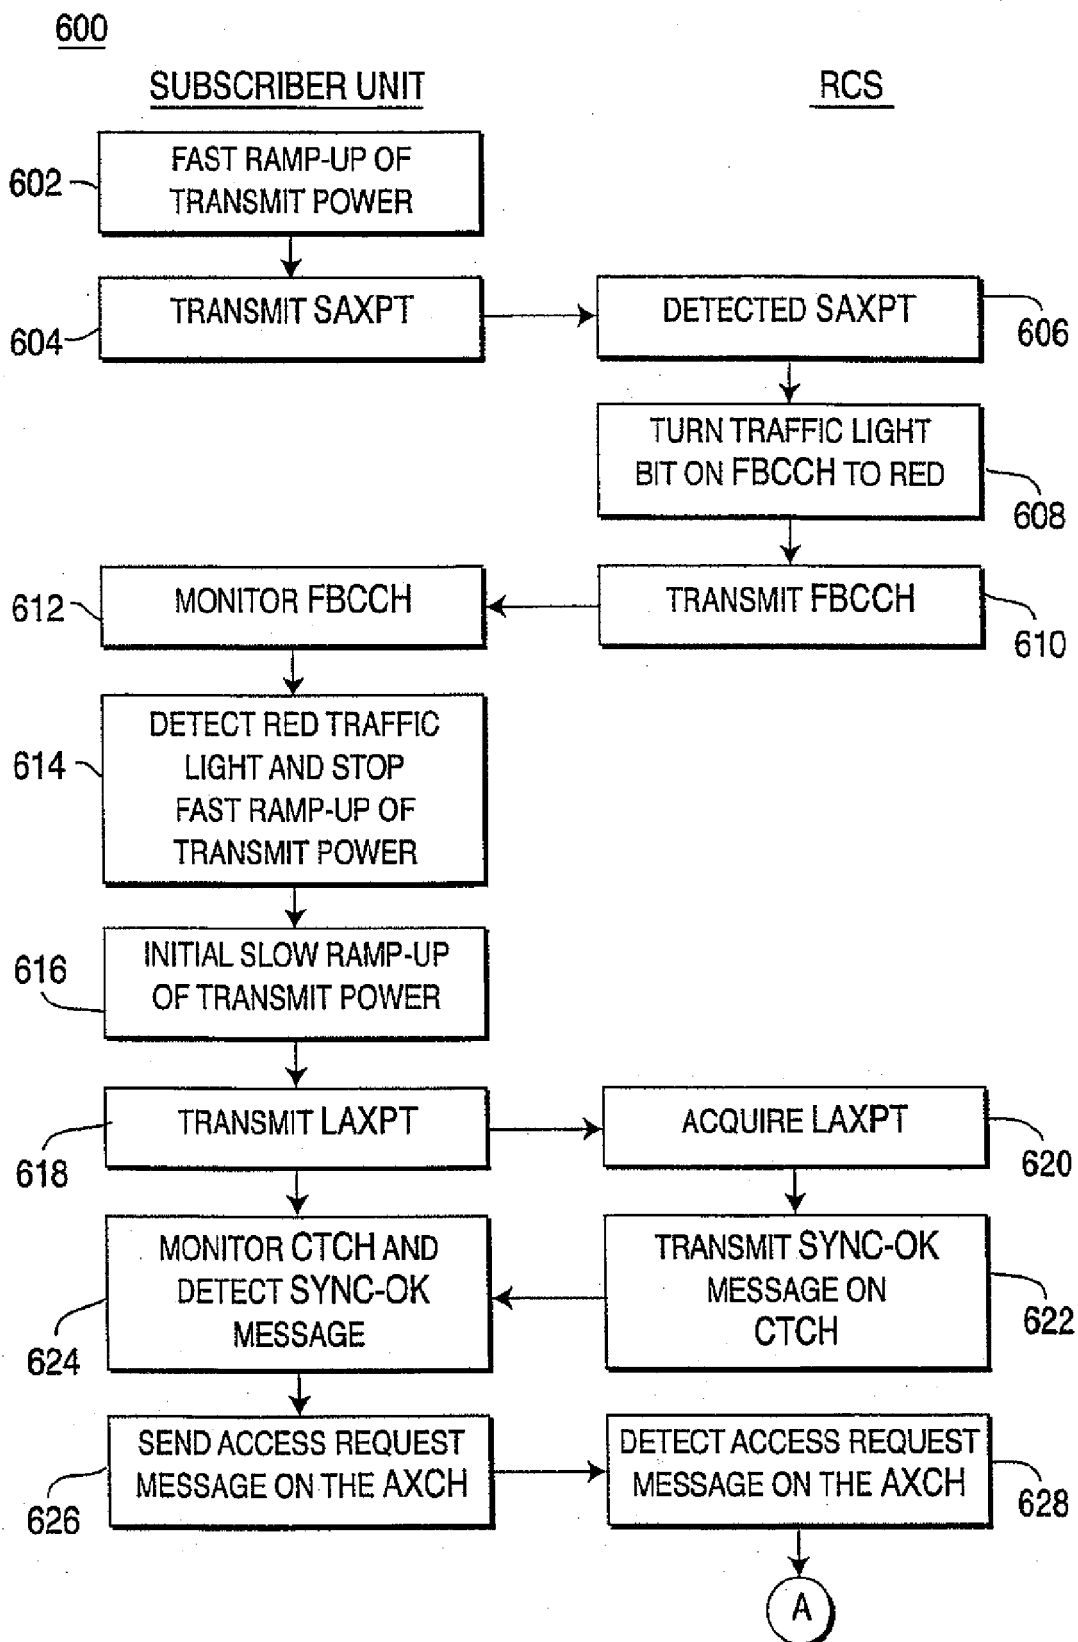 600
SUBSCRIBER UNIT
RCS
602
FAST RAMP-UP OF
TRANSMIT POWER
604
TRANSMIT SAXPT
DETECTED SAXPT
606
TURN TRAFFIC LIGHT
BIT ON FBCCH TO RED
608
612
MONITOR FBCCH
TRANSMIT FBCCH
610
614
DETECT RED TRAFFIC
LIGHT AND STOP
FAST RAMP-UP OF
TRANSMIT POWER
616
INITIAL SLOW RAMP-UP
OF TRANSMIT POWER
618
TRANSMIT LAXPT
ACQUIRE LAXPT
620
624
MONITOR CTCH AND
DETECT SYNC-OK
MESSAGE
TRANSMIT SYNC-OK
MESSAGE ON
CTCH
622
626
SEND ACCESS REQUEST
MESSAGE ON THE AXCH
DETECT ACCESS REQUEST
MESSAGE ON THE AXCH
628
A